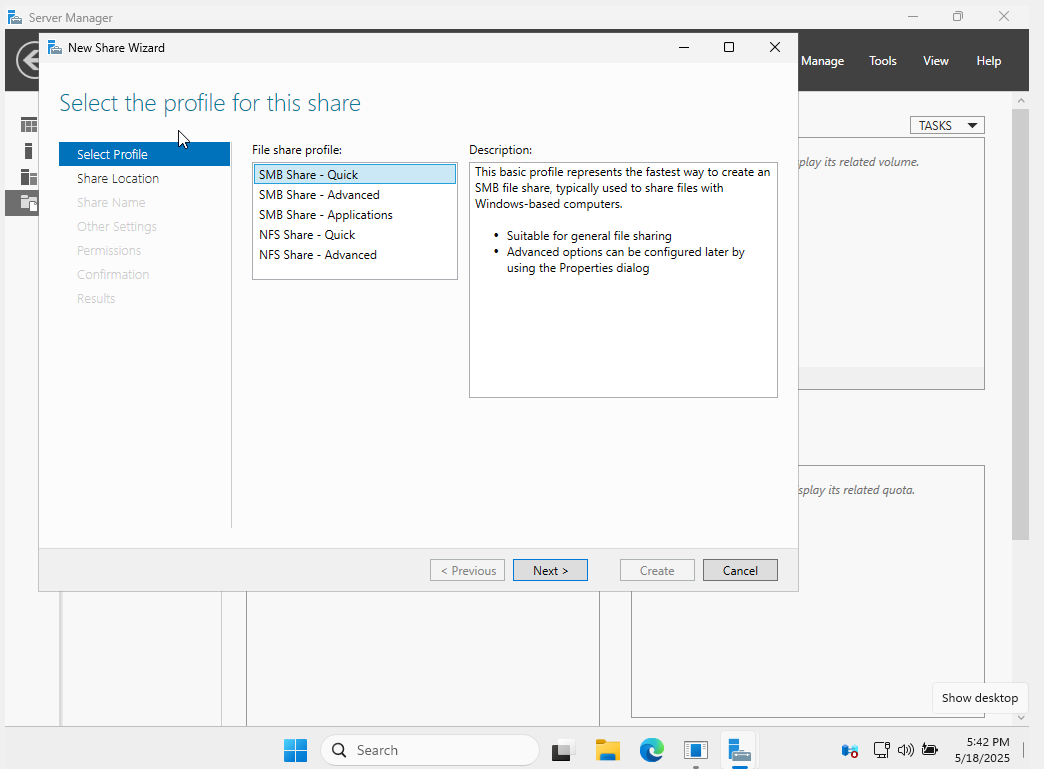 Server Manager
New Share Wizard
Manage
Tools
View
Help
Select the profile for this share
TASKS
Select Profile
Share Location
Share Name
Other Settings
Permissions
Confirmation
Results
File share profile:
SMB Share - Quick
SMB Share - Advanced
SMB Share - Applications
NFS Share - Quick
NFS Share - Advanced
Description:
This basic profile represents the fastest way to create an
SMB file share, typically used to share files with
Windows-based computers.
• Suitable for general file sharing
• Advanced options can be configured later by
using the Properties dialog
play its related volume.
splay its related quota.
< Previous
Next >
Create
Cancel
Show desktop
Search
5:42 PM
5/18/2025